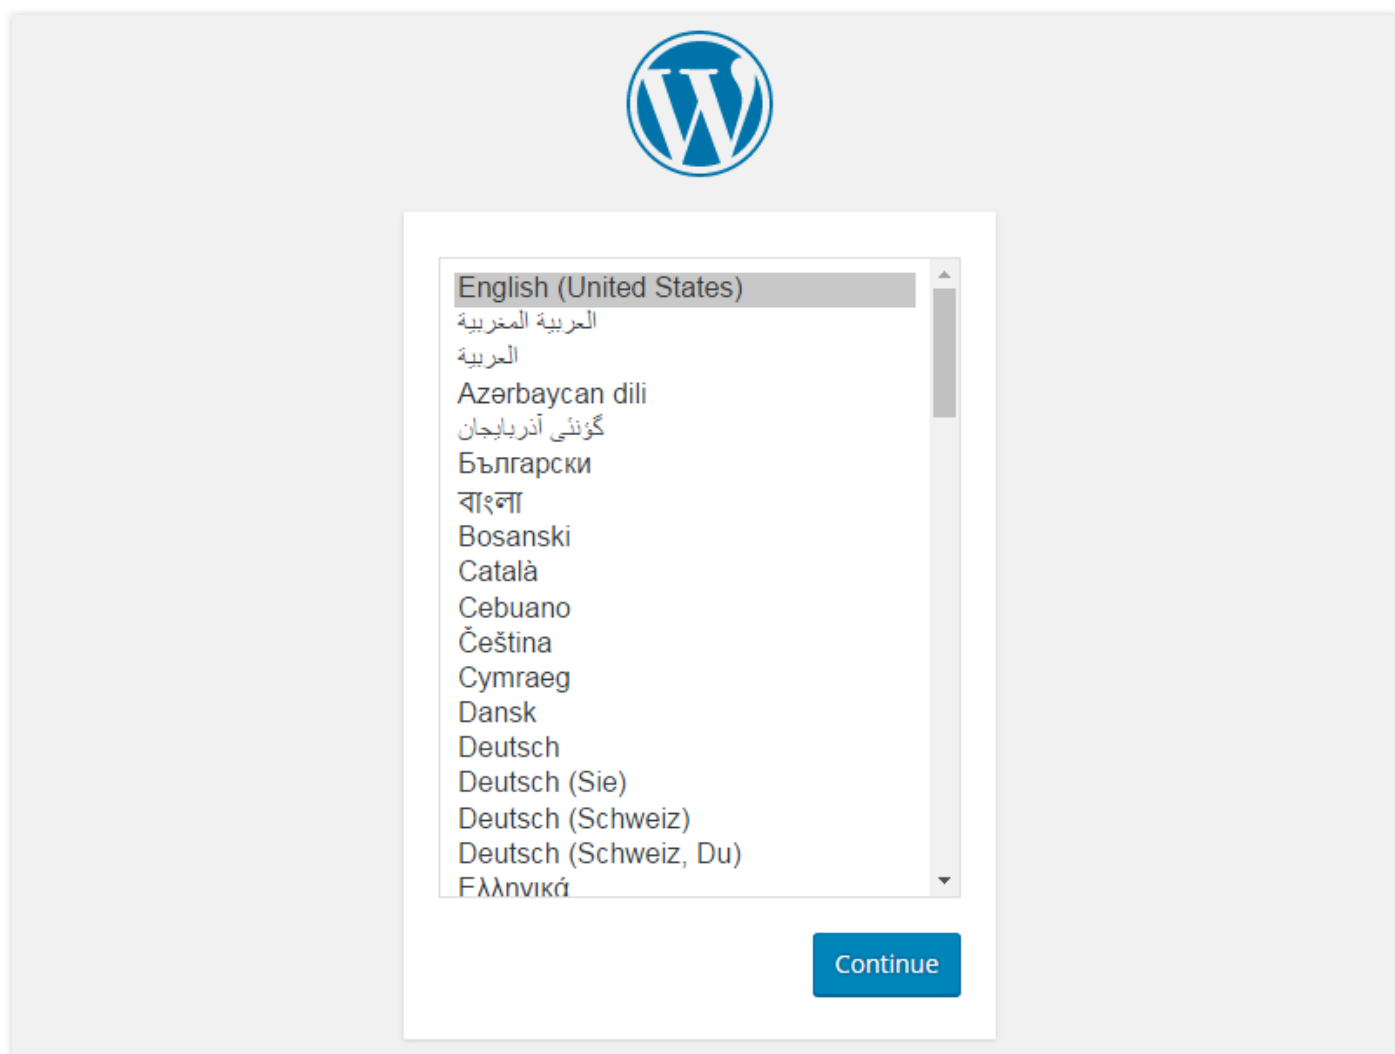 English (United States)
العربية المغربية
العربية
Azərbaycan dili
گؤنئی آذربایجان
Български
বাংলা
Bosanski
Català
Cebuano
Čeština
Cymraeg
Dansk
Deutsch
Deutsch (Sie)
Deutsch (Schweiz)
Deutsch (Schweiz, Du)
Ελληνικά
Continue